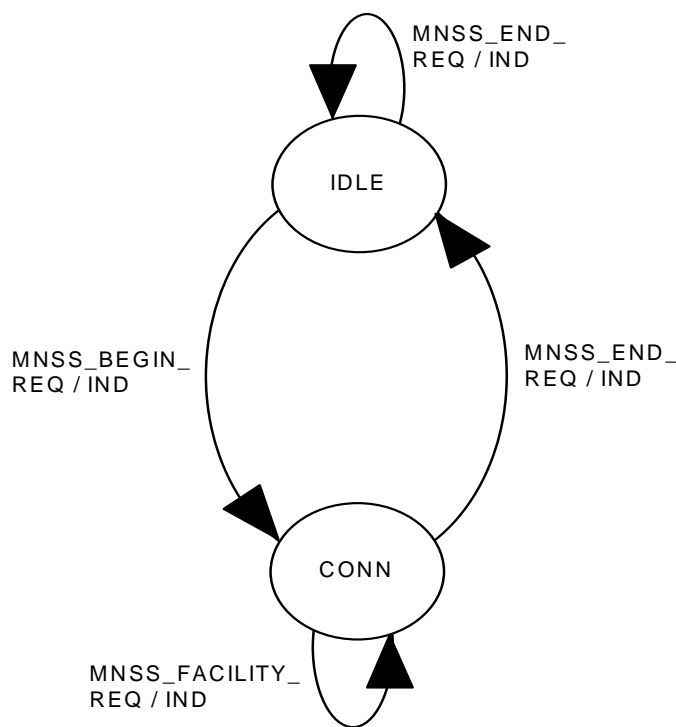 MNSS_END_
REQ / IND
IDLE
MNSS_BEGIN_
REQ / IND
MNSS_END_
REQ / IND
CONN
MNSS_FACILITY_
REQ / IND